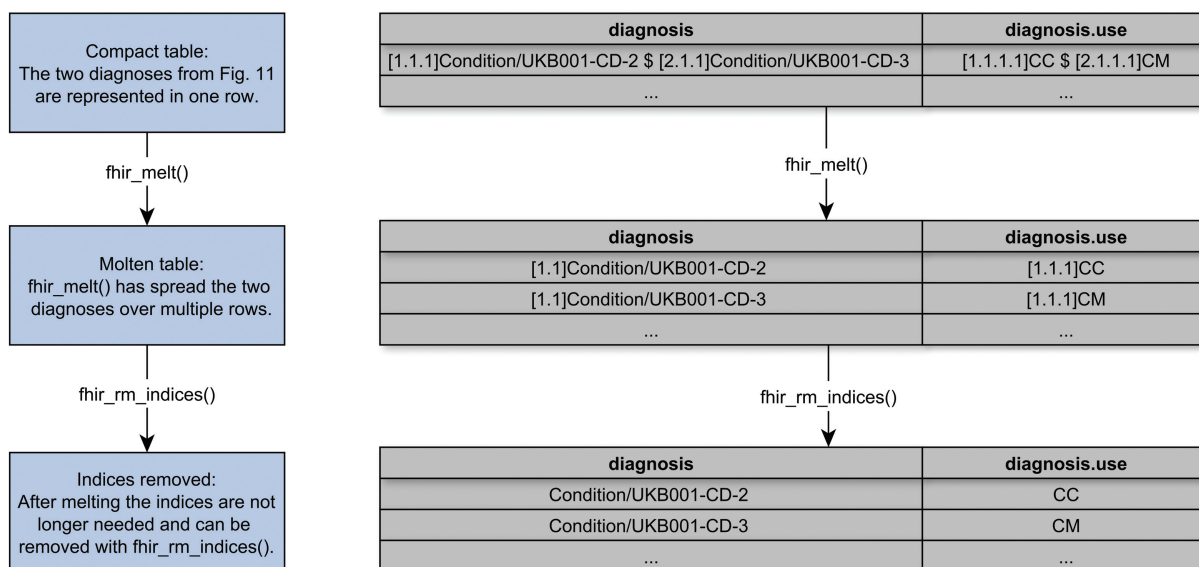 Compact table:
The two diagnoses from Fig. 11
are represented in one row.
diagnosis diagnosis.use
[1.1.1]Condition/UKB001-CD-2 $ [2.1.1]Condition/UKB001-CD-3 [1.1.1.1]CC $ [2.1.1.1]CM
... ...
fhir_melt() fhir_melt()
Molten table:
fhir_melt() has spread the two
diagnoses over multiple rows.
diagnosis diagnosis.use
[1.1]Condition/UKB001-CD-2 [1.1.1]CC
[1.1]Condition/UKB001-CD-3 [1.1.1]CM
... ...
fhir_rm_indices() fhir_rm_indices()
Indices removed:
After melting the indices are not
longer needed and can be
removed with fhir_rm_indices().
diagnosis diagnosis.use
Condition/UKB001-CD-2 CC
Condition/UKB001-CD-3 CM
... ...